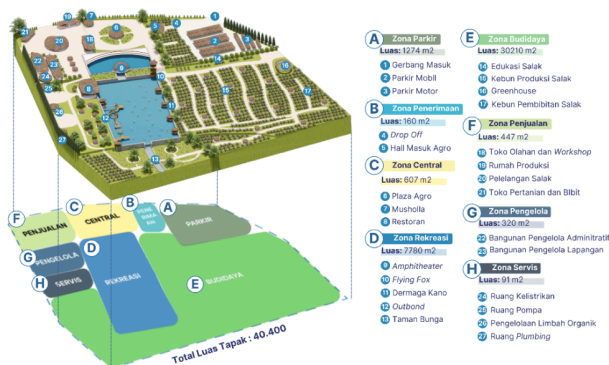 A Zona Parkir
Luas: 1274 m2
1 Gerbang Masuk
2 Parkir Mobil
3 Parkir Motor
B Zona Penerimaan
Luas: 160 m2
4 Drop Off
5 Hall Masuk Agro
C Zona Central
Luas: 607 m2
6 Plaza Agro
7 Musholla
8 Restoran
D Zona Rekreasi
Luas: 7780 m2
9 Amphitheater
10 Flying Fox
11 Dermaga Kano
12 Outbond
13 Taman Bunga
E Zona Budidaya
Luas: 30210 m2
14 Edukasi Salak
15 Kebun Produksi Salak
16 Greenhouse
17 Kebun Pembibitan Salak
F Zona Penjualan
Luas: 447 m2
18 Toko Olahan dan Workshop
19 Rumah Produksi
20 Pelelangan Salak
21 Toko Pertanian dan BIbit
G Zona Pengelola
Luas: 320 m2
22 Bangunan Pengelola Adminitratif
23 Bangunan Pengelola Lapangan
H Zona Servis
Luas: 91 m2
24 Ruang Kelistrikan
25 Ruang Pompa
26 Pengelolaan Limbah Organik
27 Ruang Plumbing
F PENJUALAN
C CENTRAL
B PENE
RIMA
AN
A PARKIR
G PENGELOLA
H SERVIS
D REKREASI
E BUDIDAYA
Total Luas Tapak : 40.400